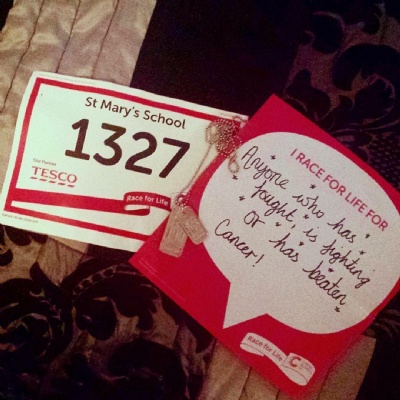 St Mary's School
1327
TESCO
Race for Life
I RACE FOR LIFE FOR
Anyone who has
fought, is fighting
or has beaten
Cancer!
Race for Life